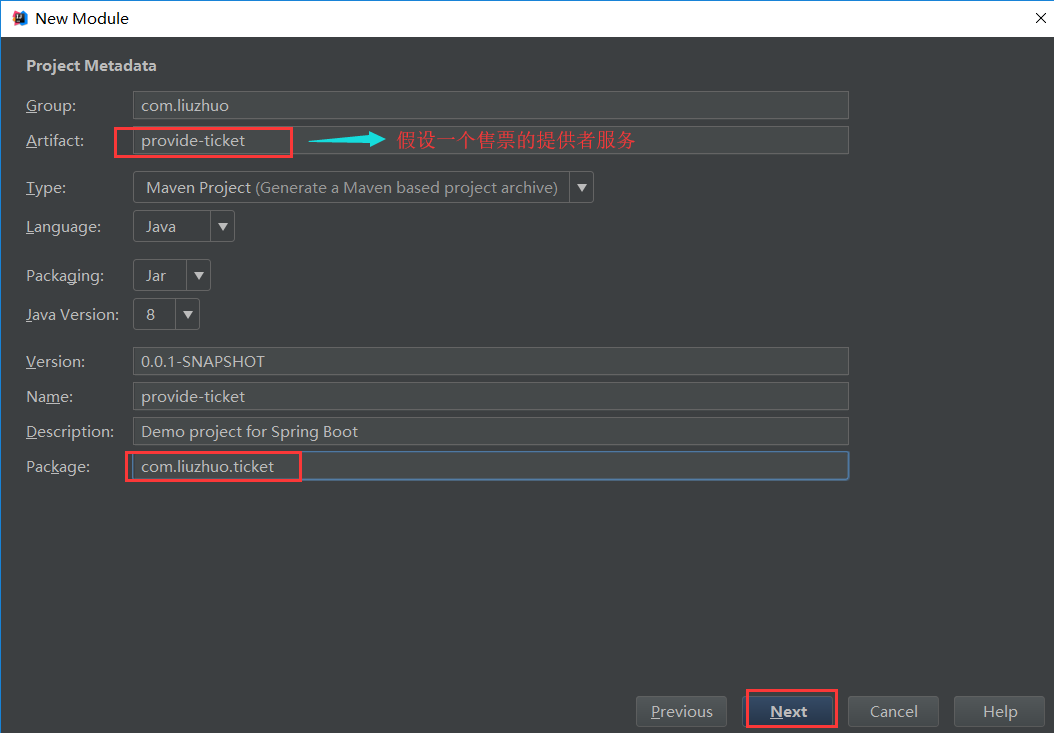 New Module
Project Metadata
Group: com.liuzhuo
Artifact: provide-ticket 假设一个售票的提供者服务
Type: Maven Project (Generate a Maven based project archive)
Language: Java
Packaging: Jar
Java Version: 8
Version: 0.0.1-SNAPSHOT
Name: provide-ticket
Description: Demo project for Spring Boot
Package: com.liuzhuo.ticket
Previous Next Cancel Help